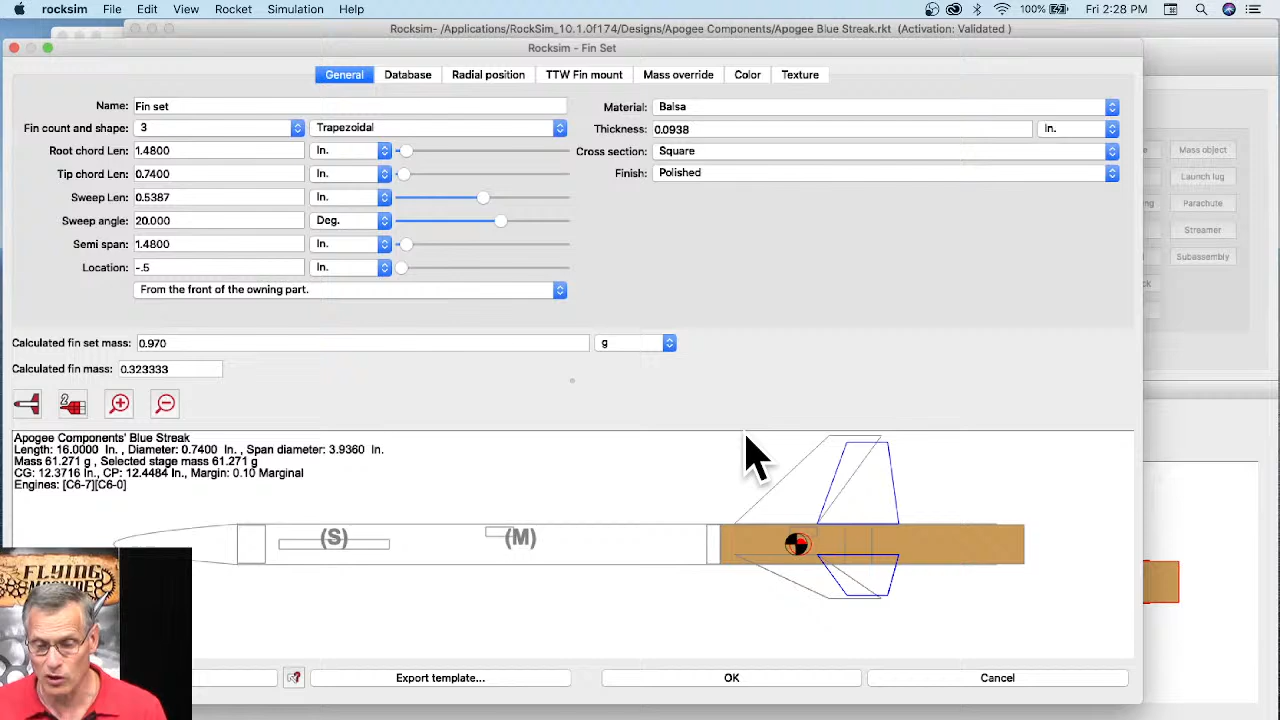 rocksim File Edit View Rocket Simulation Help 100% Fri 2:28 PM
Rocksim- /Applications/RockSim_10.1.0f174/Designs/Apogee Components/Apogee Blue Streak.rkt (Activation: Validated )
Rocksim - Fin Set
General Database Radial position TTW Fin mount Mass override Color Texture
Name: Fin set
Material: Balsa
Fin count and shape: 3 Trapezoidal
Thickness: 0.0938 In.
Root chord Len: 1.4800 In.
Cross section: Square
Tip chord Len: 0.7400 In.
Finish: Polished
Sweep Len: 0.5387 In.
Sweep angle: 20.000 Deg.
Semi span: 1.4800 In.
Location: -.5 In.
From the front of the owning part.
Mass object
Launch lug
Parachute
Streamer
Subassembly
Calculated fin set mass: 0.970 g
Calculated fin mass: 0.323333
2
Apogee Components' Blue Streak
Length: 16.0000 In. , Diameter: 0.7400 In. , Span diameter: 3.9360 In.
Mass 61.271 g , Selected stage mass 61.271 g
CG: 12.3716 In., CP: 12.4484 In., Margin: 0.10 Marginal
Engines: [C6-7][C6-0]
(S) (M)
FLYING
MACHINE
Export template... OK Cancel